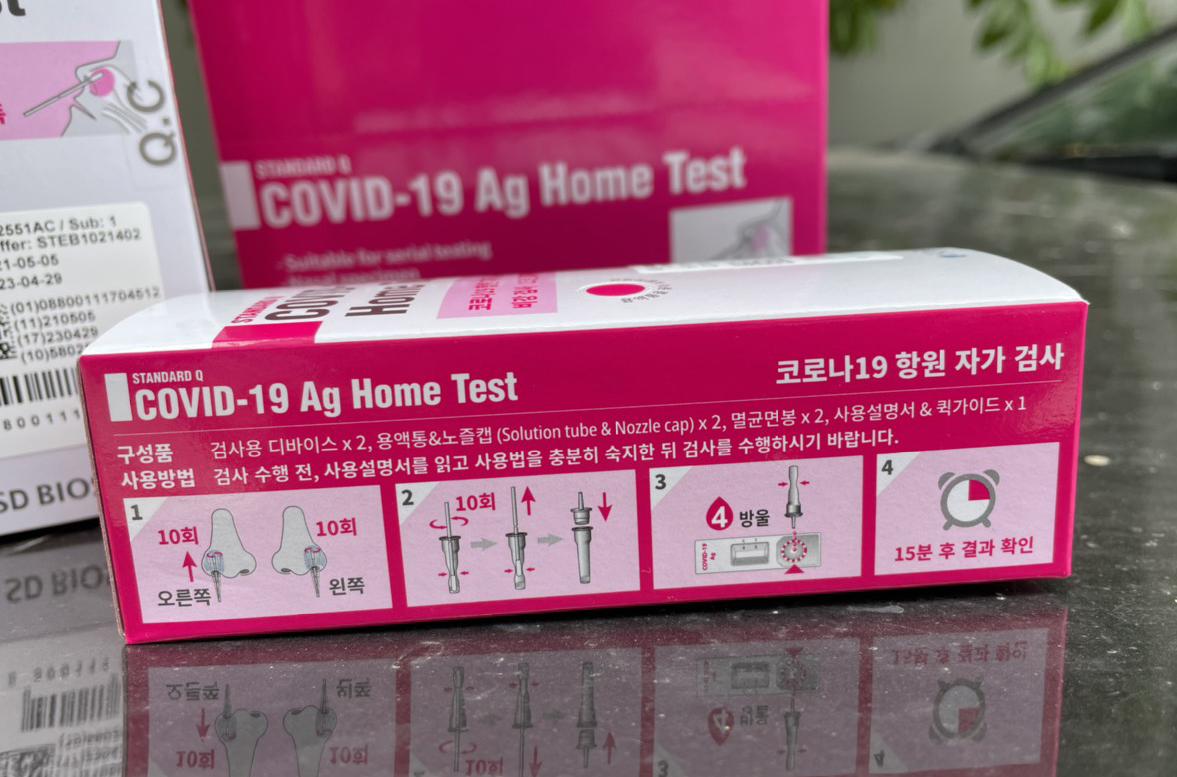 Q.C
2551AC / Sub: 1
ffer: STEB1021402
21-05-05
23-04-29
(01)08800111704512
(11)210505
(17)230429
(10)5802
80011
SD BIO
STANDARD Q
COVID-19 Ag Home Test
-Suitable for serial testing
specimen
STANDARD Q
COVID-19 Ag Home Test
코로나19 항원 자가 검사
구성품 검사용 디바이스 x 2, 용액통&노즐캡 (Solution tube & Nozzle cap) x 2, 멸균면봉 x 2, 사용설명서 & 퀵가이드 x 1
사용방법 검사 수행 전, 사용설명서를 읽고 사용법을 충분히 숙지한 뒤 검사를 수행하시기 바랍니다.
1
10회
10회
오른쪽
왼쪽
2
10회
3
4 방울
4
15분 후 결과 확인